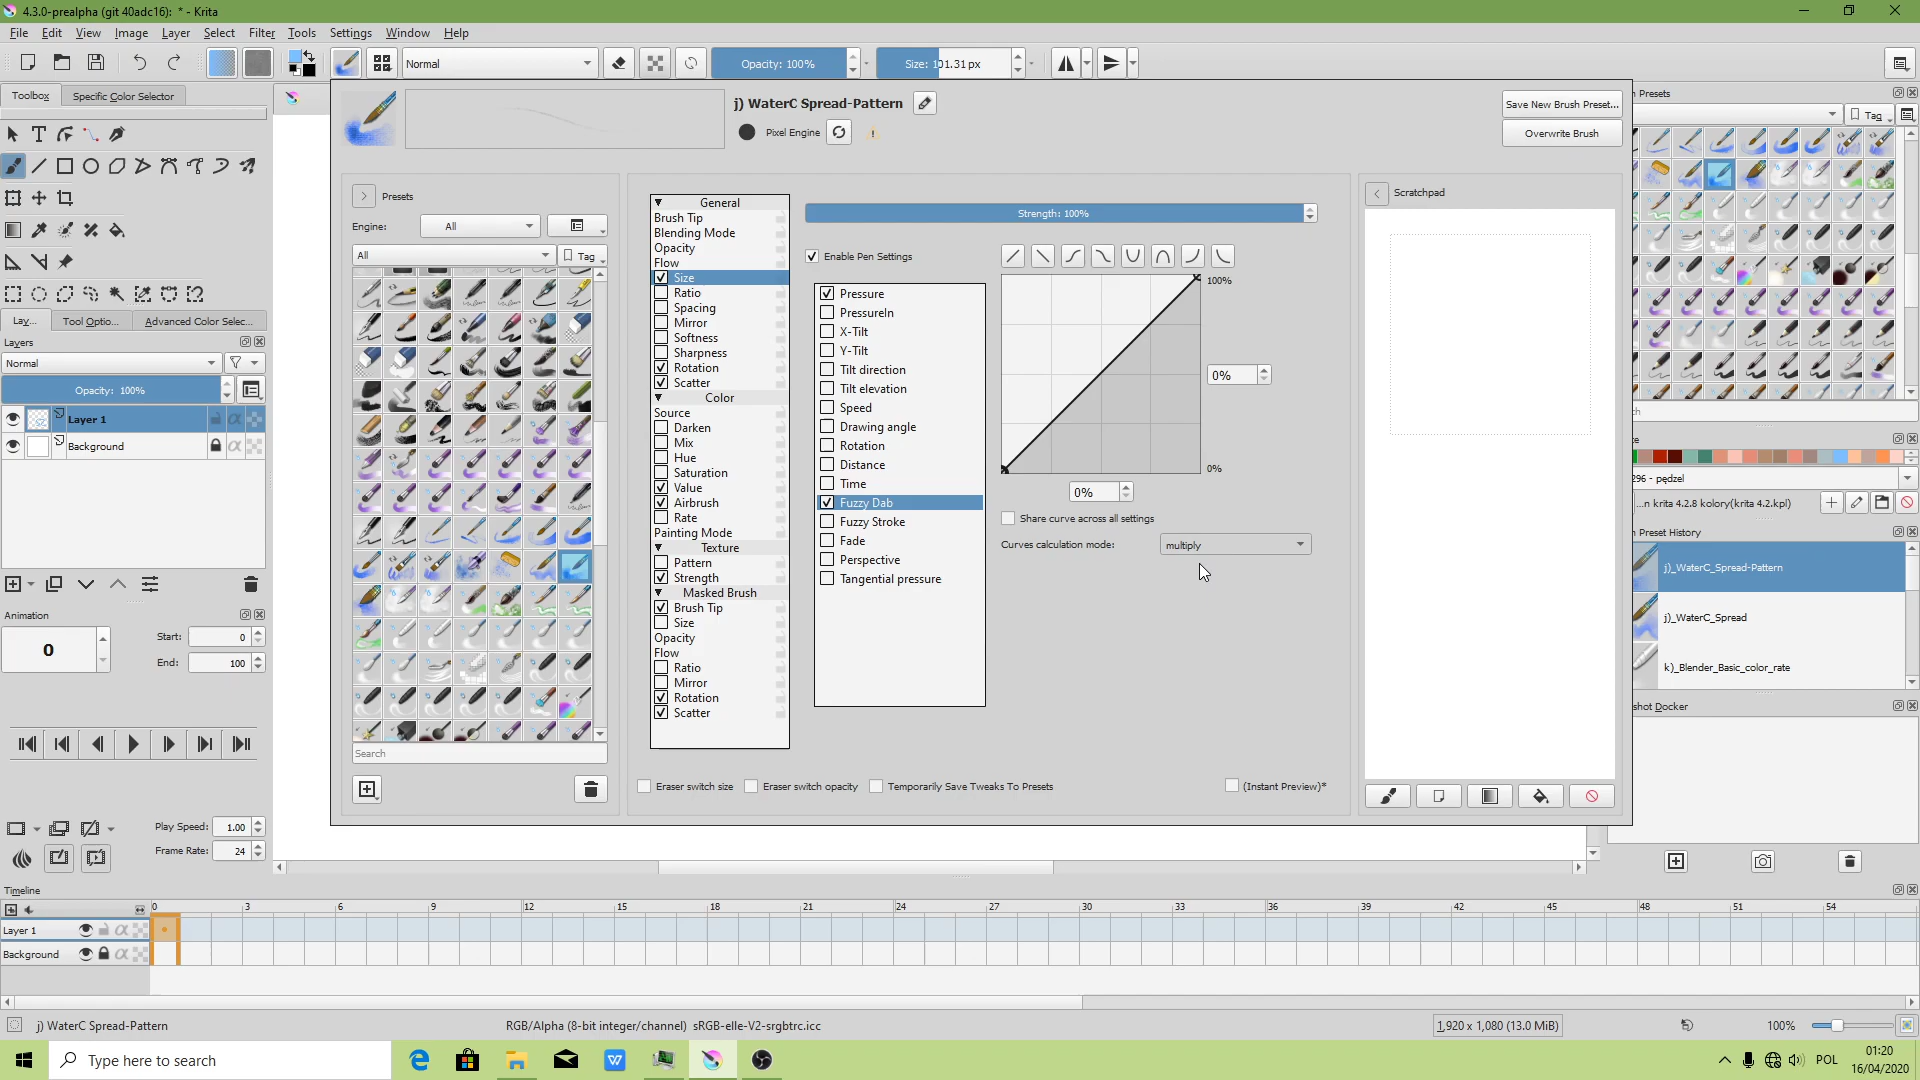 4.3.0-prealpha (git 40adc16): * - Krita
File Edit View Image Layer Select Filter Tools Settings Window Help
Normal
Opacity: 100%
Size: 101.31 px
Toolbox
Specific Color Selector
j) WaterC Spread-Pattern
Pixel Engine
Save New Brush Preset...
Overwrite Brush
Presets
Tag
Presets
Engine:
All
All
Tag
Search
General
Brush Tip
Blending Mode
Opacity
Flow
Size
Ratio
Spacing
Mirror
Softness
Sharpness
Rotation
Scatter
Color
Source
Darken
Mix
Hue
Saturation
Value
Airbrush
Rate
Painting Mode
Texture
Pattern
Strength
Masked Brush
Brush Tip
Size
Opacity
Flow
Ratio
Mirror
Rotation
Scatter
Strength: 100%
Enable Pen Settings
Pressure
PressureIn
X-Tilt
Y-Tilt
Tilt direction
Tilt elevation
Speed
Drawing angle
Rotation
Distance
Time
Fuzzy Dab
Fuzzy Stroke
Fade
Perspective
Tangential pressure
100%
0%
0%
0%
Share curve across all settings
Curves calculation mode:
multiply
Eraser switch size
Eraser switch opacity
Temporarily Save Tweaks To Presets
(Instant Preview)*
Scratchpad
Lay...
Tool Optio...
Advanced Color Selec...
Layers
Normal
Opacity: 100%
Layer 1
Background
Animation
0
Start:
0
End:
100
Play Speed:
1.00
Frame Rate:
24
296 - pędzel
...n krita 4.2.8 kolory(krita 4.2.kpl)
Preset History
j)_WaterC_Spread-Pattern
j)_WaterC_Spread
k)_Blender_Basic_color_rate
shot Docker
Timeline
0 3 6 9 12 15 18 21 24 27 30 33 36 39 42 45 48 51 54
Layer 1
Background
j) WaterC Spread-Pattern
RGB/Alpha (8-bit integer/channel) sRGB-elle-V2-srgbtrc.icc
1,920 x 1,080 (13.0 MiB)
100%
Type here to search
POL
01:20
16/04/2020